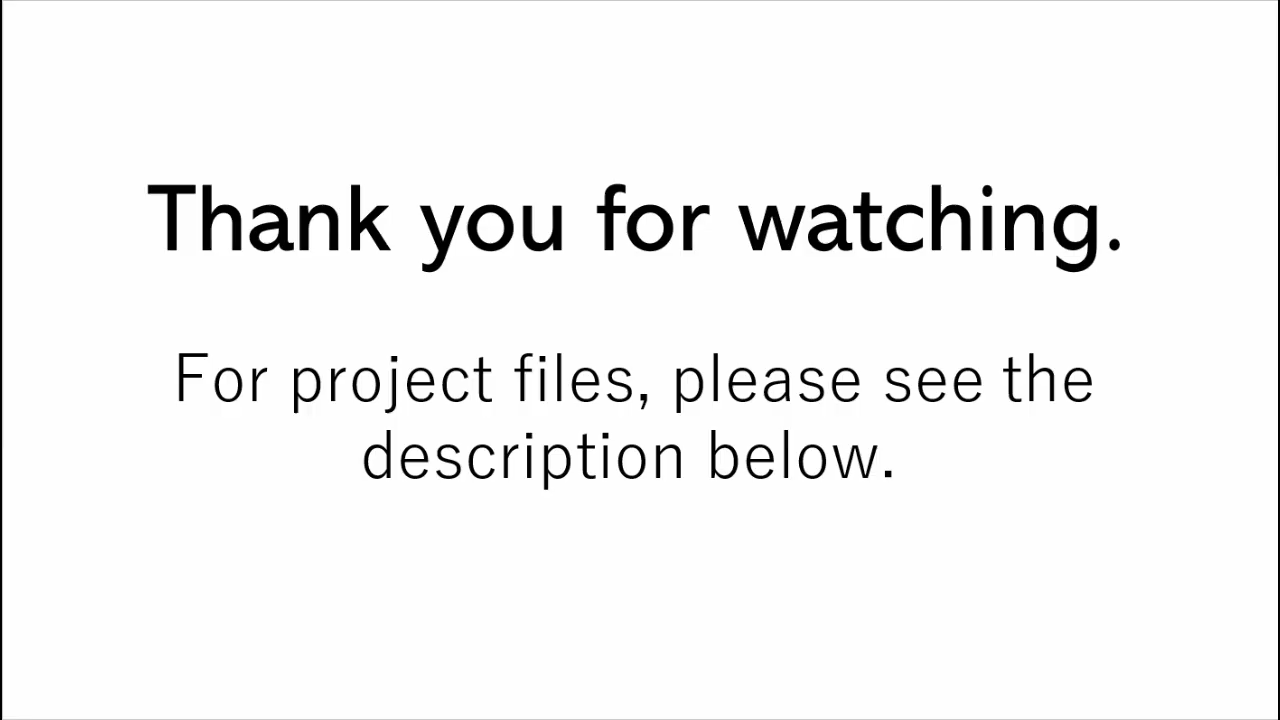 Thank you for watching.
For project files, please see the
description below.